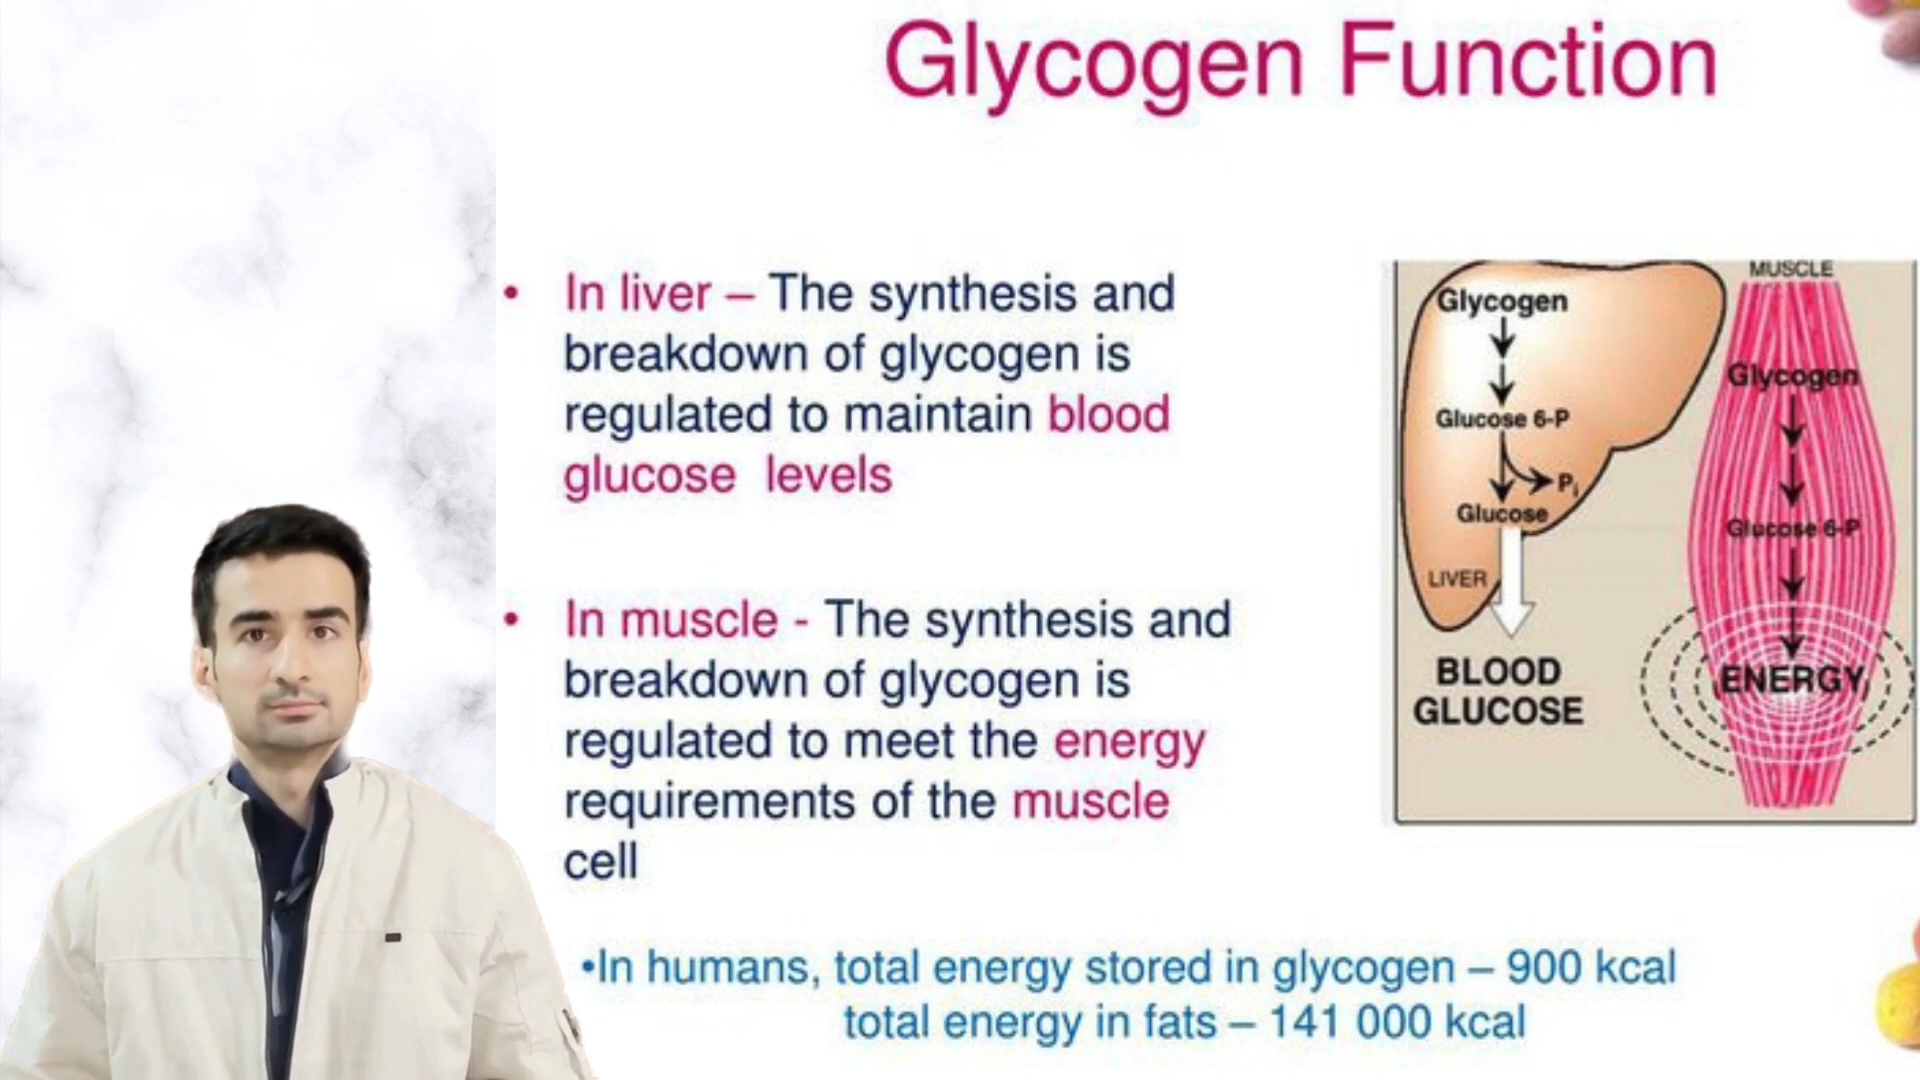 Glycogen Function
• In liver – The synthesis and
breakdown of glycogen is
regulated to maintain blood
glucose levels
• In muscle - The synthesis and
breakdown of glycogen is
regulated to meet the energy
requirements of the muscle
cell
•In humans, total energy stored in glycogen – 900 kcal
total energy in fats – 141 000 kcal
Glycogen
Glucose 6-P
Pi
Glucose
LIVER
BLOOD
GLUCOSE
MUSCLE
Glycogen
Glucose 6-P
ENERGY